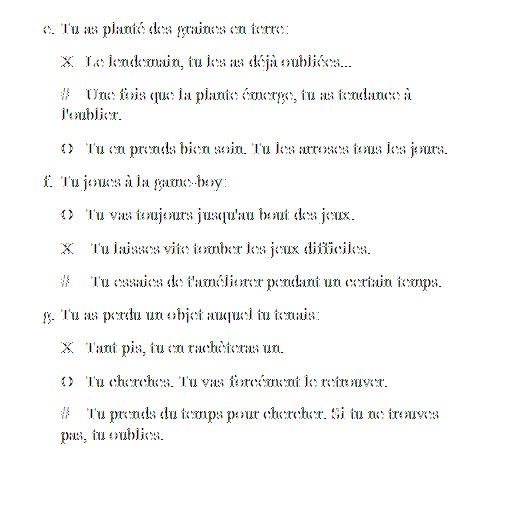 e. Tu as planté des graines en terre:
X Le lendemain, tu les as déjà oubliées...
# Une fois que la plante émerge, tu as tendance à
l'oublier.
O Tu en prends bien soin. Tu les arroses tous les jours.
f. Tu joues à la game-boy:
O Tu vas toujours jusqu'au bout des jeux.
X Tu laisses vite tomber les jeux difficiles.
# Tu essaies de t'améliorer pendant un certain temps.
g. Tu as perdu un objet auquel tu tenais:
X Tant pis, tu en rachèteras un.
O Tu cherches. Tu vas forcément le retrouver.
# Tu prends du temps pour chercher. Si tu ne trouves
pas, tu oublies.